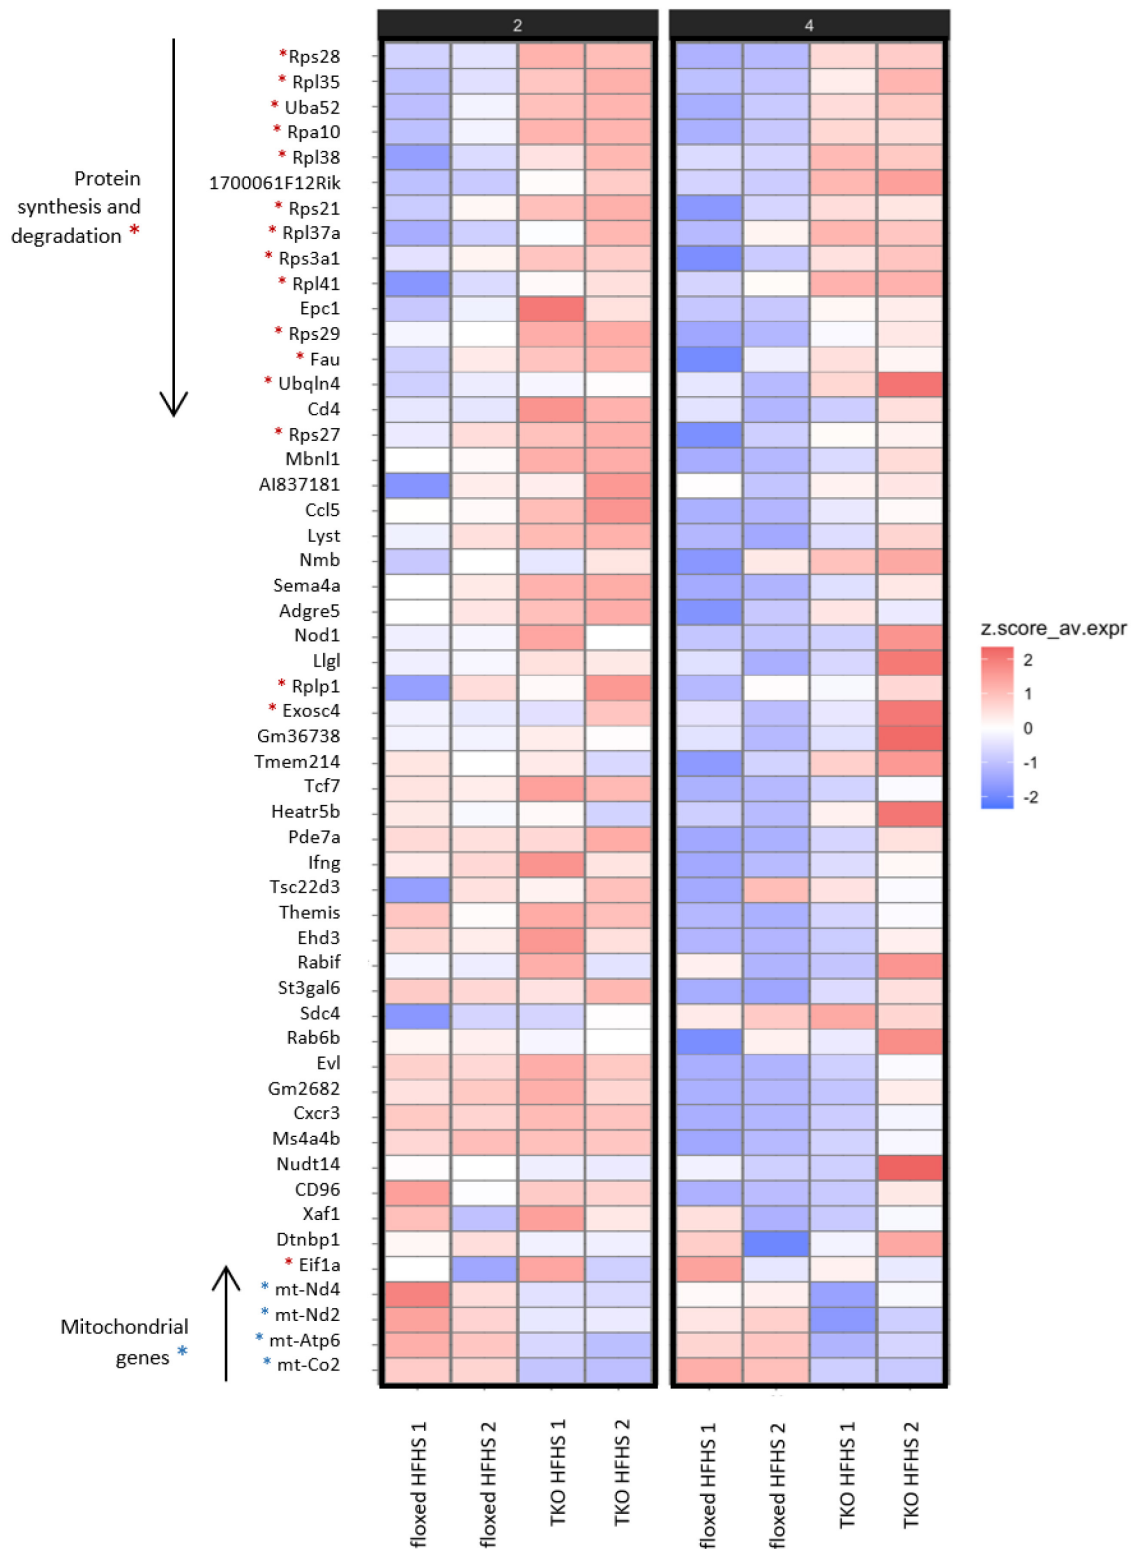 2
4
*Rps28
* Rpl35
* Uba52
* Rpa10
* Rpl38
1700061F12Rik
* Rps21
* Rpl37a
* Rps3a1
* Rpl41
Epc1
* Rps29
* Fau
* Ubqln4
Cd4
* Rps27
Mbnl1
AI837181
Ccl5
Lyst
Nmb
Sema4a
Adgre5
Nod1
Llgl
* Rplp1
* Exosc4
Gm36738
Tmem214
Tcf7
Heatr5b
Pde7a
Ifng
Tsc22d3
Themis
Ehd3
Rabif
St3gal6
Sdc4
Rab6b
Evl
Gm2682
Cxcr3
Ms4a4b
Nudt14
CD96
Xaf1
Dtnbp1
* Eif1a
* mt-Nd4
* mt-Nd2
* mt-Atp6
* mt-Co2
Protein
synthesis and
degradation *
Mitochondrial
genes *
z.score_av.expr
2
1
0
-1
-2
floxed HFHS 1
floxed HFHS 2
TKO HFHS 1
TKO HFHS 2
floxed HFHS 1
floxed HFHS 2
TKO HFHS 1
TKO HFHS 2